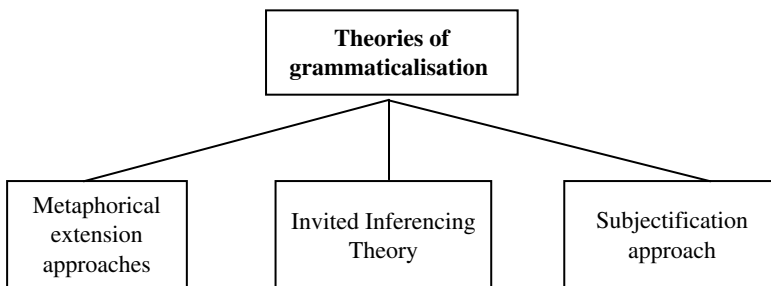 Theories of
grammaticalisation
Metaphorical
extension
approaches
Invited Inferencing
Theory
Subjectification
approach